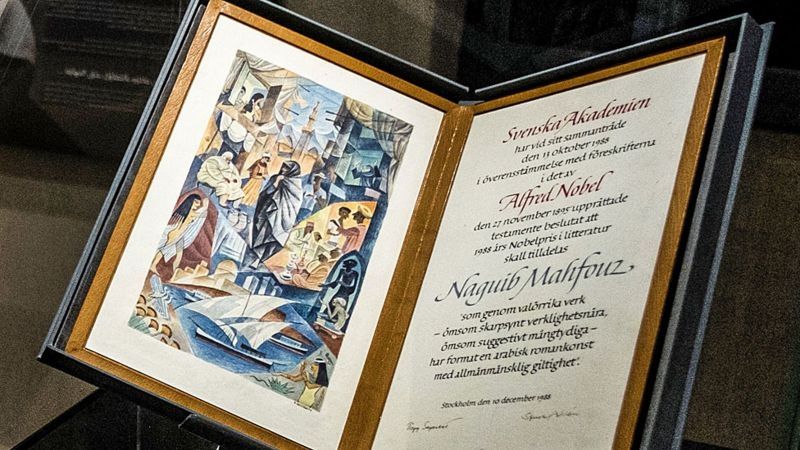 Svenska Akademien
har vid sitt sammanträde
den 13 oktober 1988
i överensstämmelse med föreskrifterna
i det av
Alfred Nobel
den 27 november 1895 upprättade
testamente beslutat att
1988 års Nobelpris i litteratur
skall tilldelas
Naguib Mahfouz,
'som genom valörrika verk
– ömsom skarpsynt verklighetsnära,
ömsom suggestivt mångtydiga –
har format en arabisk romankonst
med allmänmänsklig giltighet'.
Stockholm den 10 december 1988